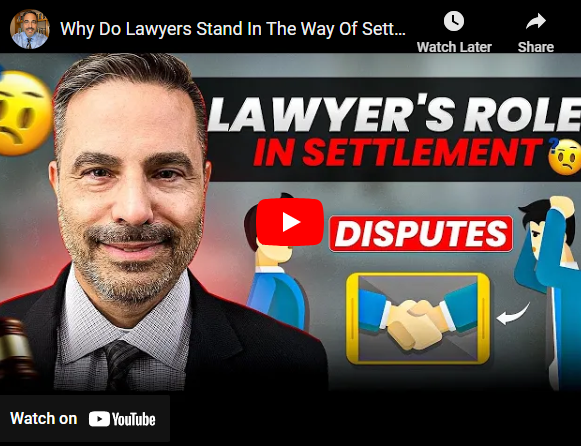 Why Do Lawyers Stand In The Way Of Sett...
Watch Later
Share
LAWYER'S ROLE
IN SETTLEMENT
DISPUTES
Watch on YouTube